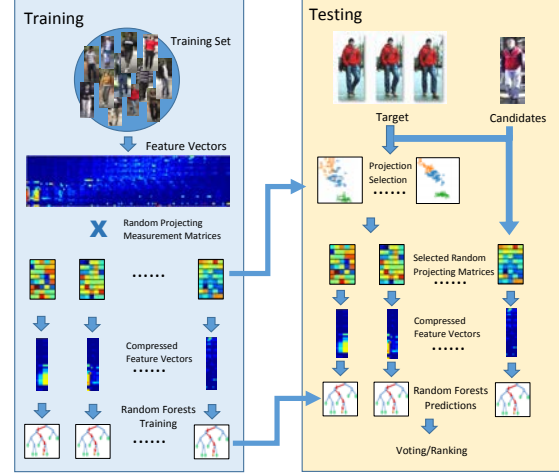 Training
Training Set
Feature Vectors
X
Random Projecting
Measurement Matrices
......
Compressed
Feature Vectors
......
Random Forests
Training
......
Testing
Target
Candidates
Projection
Selection
......
Selected Random
Projecting Matrices
......
Compressed
Feature Vectors
......
Random Forests
Predictions
Voting/Ranking